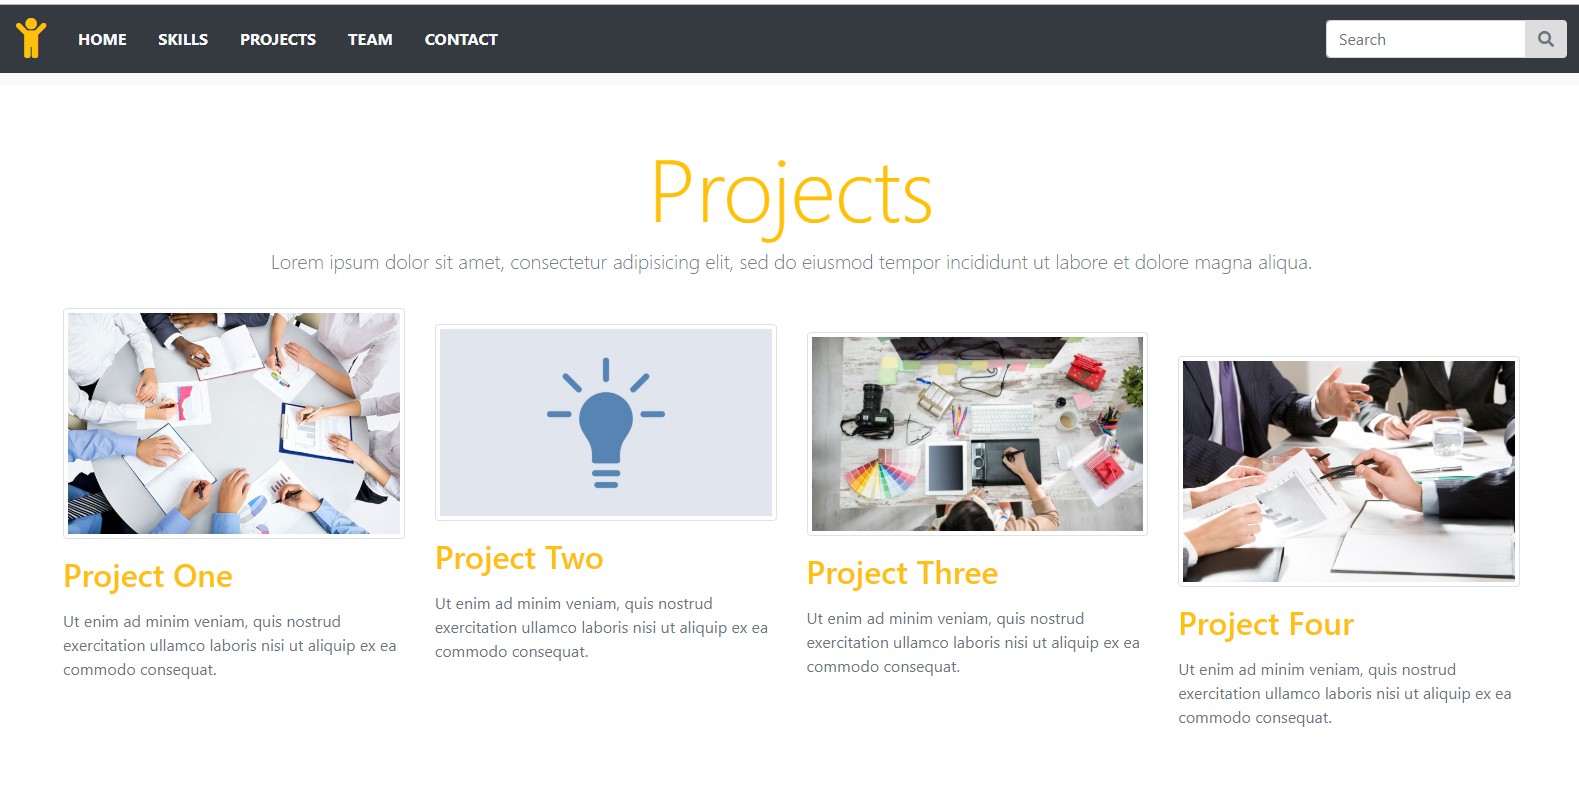 HOME SKILLS PROJECTS TEAM CONTACT Search
Projects
Lorem ipsum dolor sit amet, consectetur adipisicing elit, sed do eiusmod tempor incididunt ut labore et dolore magna aliqua.
Project One
Ut enim ad minim veniam, quis nostrud
exercitation ullamco laboris nisi ut aliquip ex ea
commodo consequat.
Project Two
Ut enim ad minim veniam, quis nostrud
exercitation ullamco laboris nisi ut aliquip ex ea
commodo consequat.
Project Three
Ut enim ad minim veniam, quis nostrud
exercitation ullamco laboris nisi ut aliquip ex ea
commodo consequat.
Project Four
Ut enim ad minim veniam, quis nostrud
exercitation ullamco laboris nisi ut aliquip ex ea
commodo consequat.